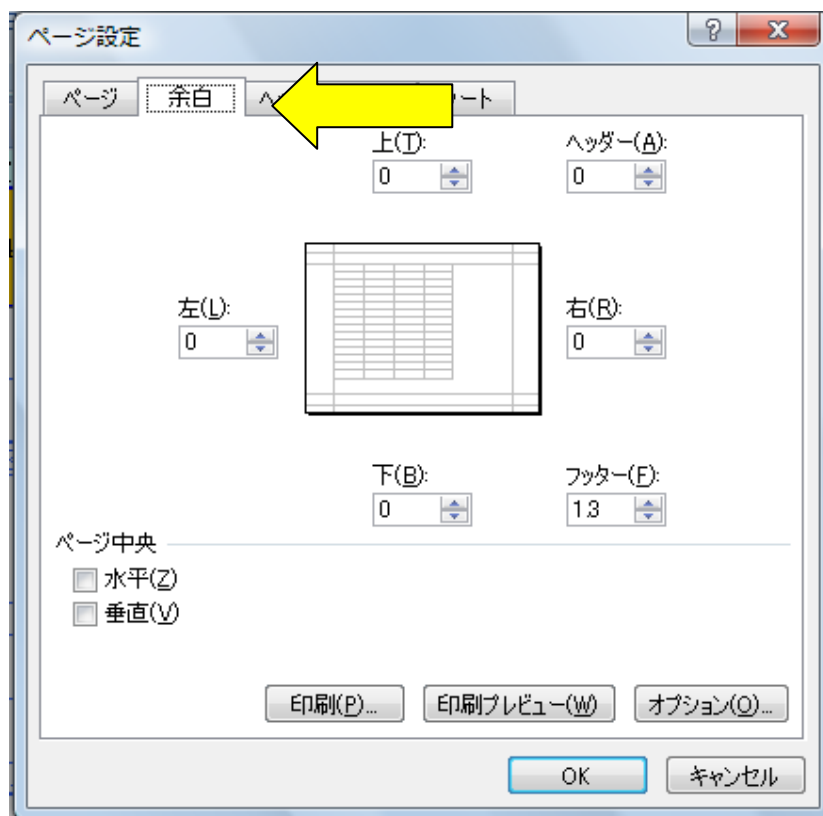 ページ設定
ページ 余白
上(T): ヘッダー(A):
0 0
左(L): 右(R):
0 0
下(B): フッター(F):
0 1.3
ページ中央
水平(Z)
垂直(V)
印刷(P)... 印刷プレビュー(W) オプション(O)...
OK キャンセル